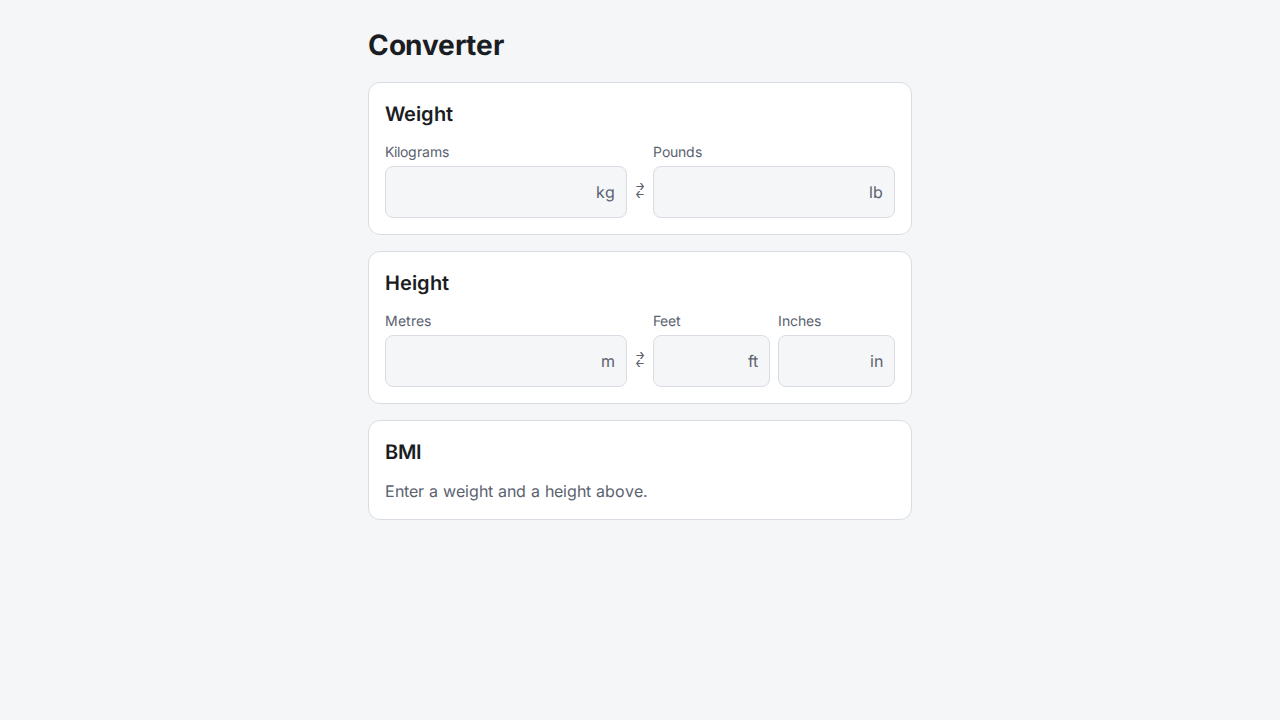 Converter
Weight
Kilograms Pounds
kg ⇄ lb
Height
Metres Feet Inches
m ⇄ ft in
BMI
Enter a weight and a height above.